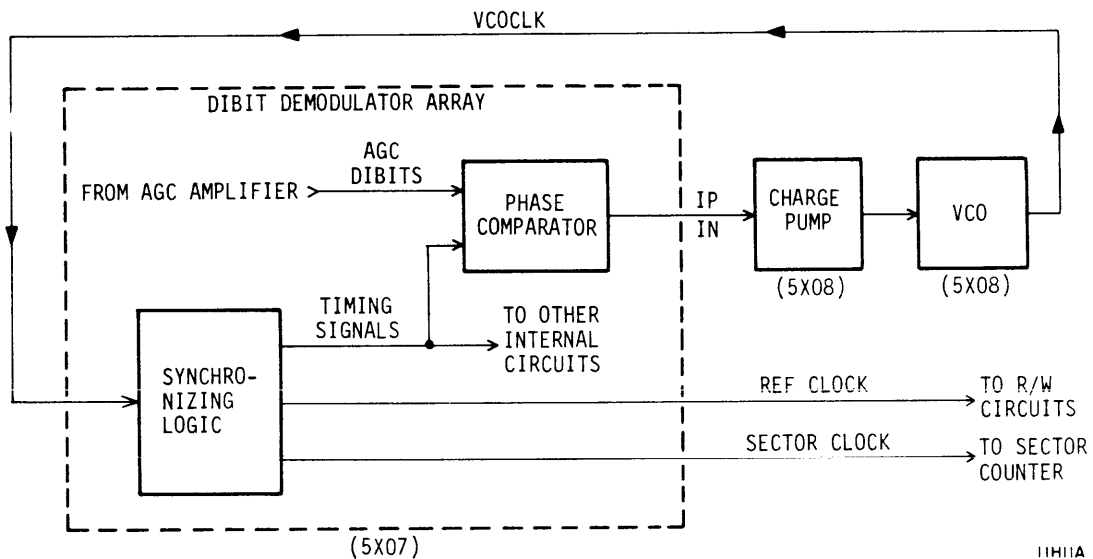 VCOCLK
DIBIT DEMODULATOR ARRAY
AGC
DIBITS
FROM AGC AMPLIFIER
PHASE
COMPARATOR
IP
IN
CHARGE
PUMP
VCO
(5X08)
(5X08)
TIMING
SIGNALS
TO OTHER
INTERNAL
CIRCUITS
SYNCHRO-
NIZING
LOGIC
REF CLOCK
TO R/W
CIRCUITS
SECTOR CLOCK
TO SECTOR
COUNTER
(5X07)